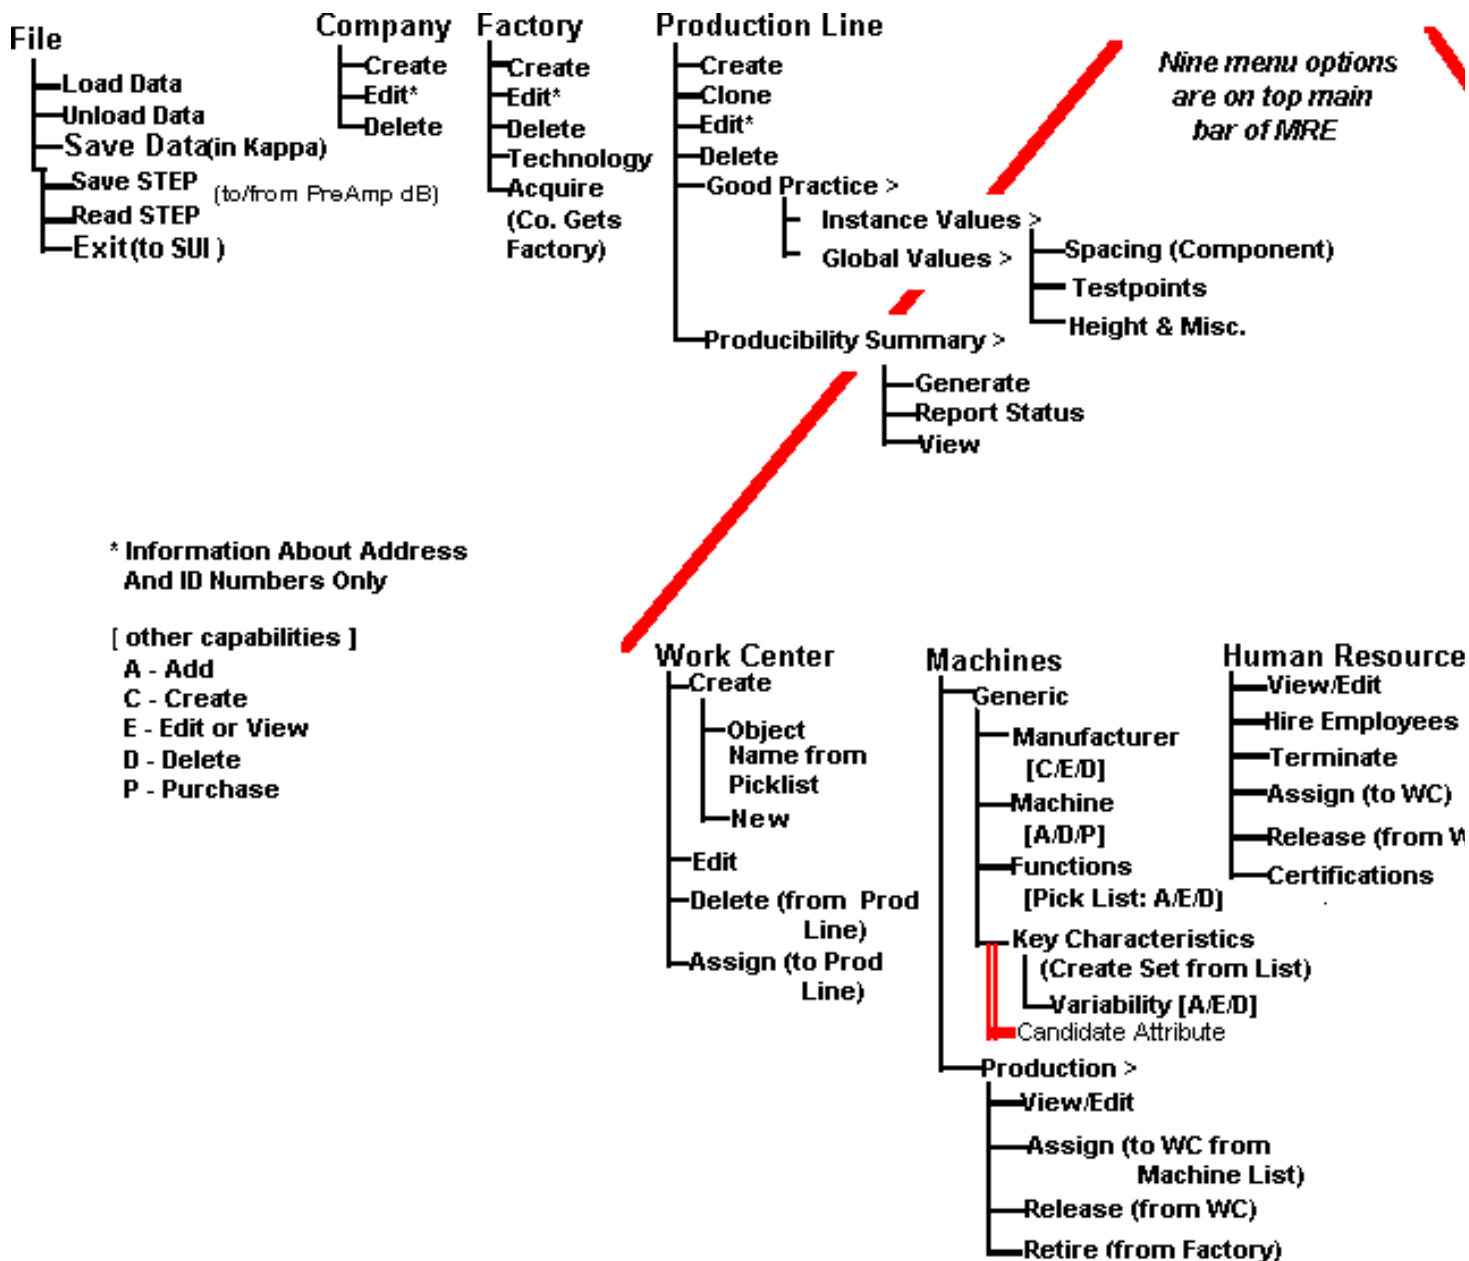 File
Load Data
Unload Data
Save Data(in Kappa)
Save STEP
(to/from PreAmp dB)
Read STEP
Exit(to SUI )
Company
Create
Edit*
Delete
Factory
Create
Edit*
Delete
Technology
Acquire
(Co. Gets
Factory)
Production Line
Create
Clone
Edit*
Delete
Good Practice >
Instance Values >
Global Values >
Spacing (Component)
Testpoints
Height & Misc.
Producibility Summary >
Generate
Report Status
View
Nine menu options
are on top main
bar of MRE
* Information About Address
And ID Numbers Only
[ other capabilities ]
A - Add
C - Create
E - Edit or View
D - Delete
P - Purchase
Work Center
Create
Object
Name from
Picklist
New
Edit
Delete (from Prod
Line)
Assign (to Prod
Line)
Machines
Generic
Manufacturer
[C/E/D]
Machine
[A/D/P]
Functions
[Pick List: A/E/D]
Key Characteristics
(Create Set from List)
Variability [A/E/D]
Candidate Attribute
Production >
View/Edit
Assign (to WC from
Machine List)
Release (from WC)
Retire (from Factory)
Human Resource
View/Edit
Hire Employees
Terminate
Assign (to WC)
Release (from W
Certifications